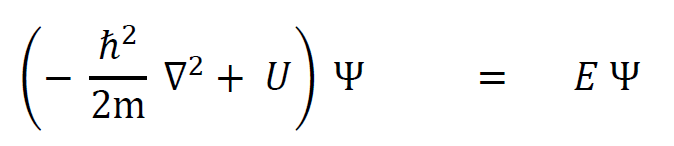 (− ħ²/2m ∇² + U) Ψ = E Ψ